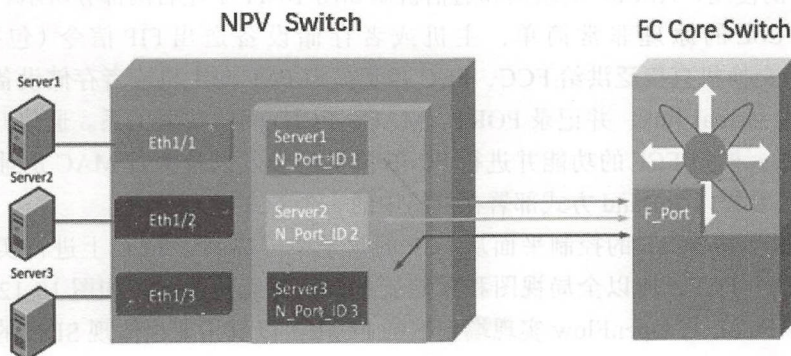 NPV Switch
FC Core Switch
Server1
Server2
Server3
Eth1/1
Eth1/2
Eth1/3
Server1
N_Port_ID 1
Server2
N_Port_ID 2
Server3
N_Port_ID 3
F_Port